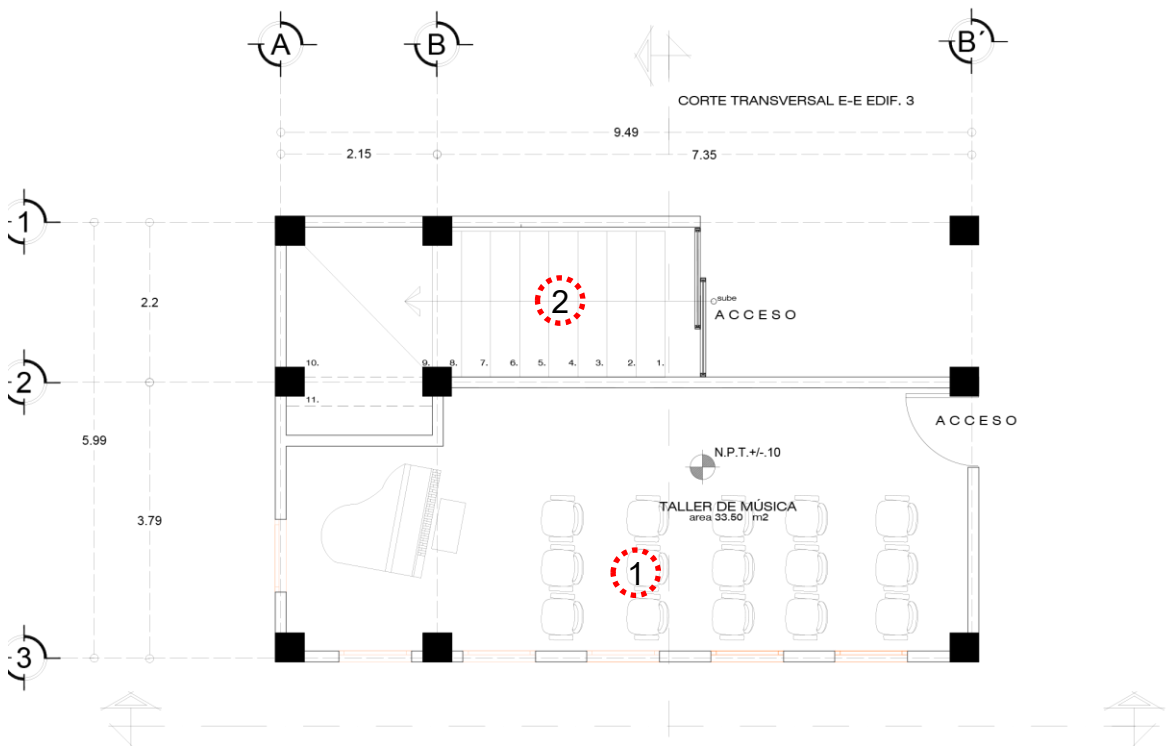 A
B
B´
CORTE TRANSVERSAL E-E EDIF. 3
9.49
2.15
7.35
1
2.2
2
sube
ACCESO
10.
9.
8.
7.
6.
5.
4.
3.
2.
1.
2
11.
ACCESO
5.99
N.P.T.+/-.10
TALLER DE MÚSICA
area 33.50 m2
3.79
1
3